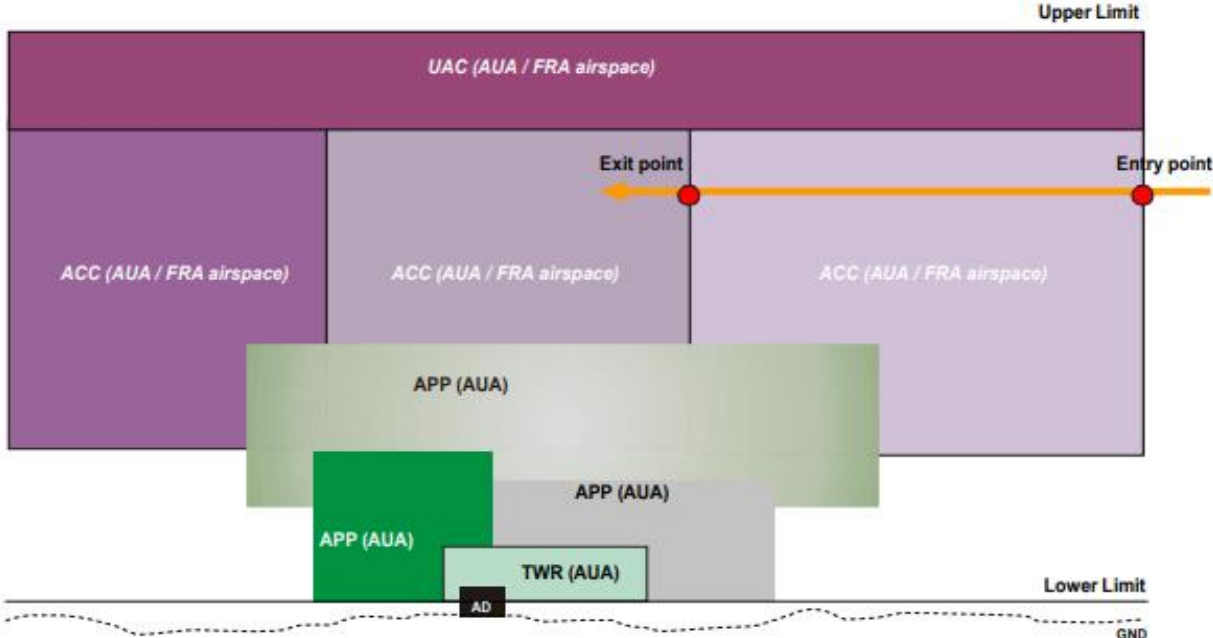 Upper Limit
UAC (AUA / FRA airspace)
Exit point
Entry point
ACC (AUA / FRA airspace)
ACC (AUA / FRA airspace)
ACC (AUA / FRA airspace)
APP (AUA)
APP (AUA)
APP (AUA)
TWR (AUA)
Lower Limit
AD
GND